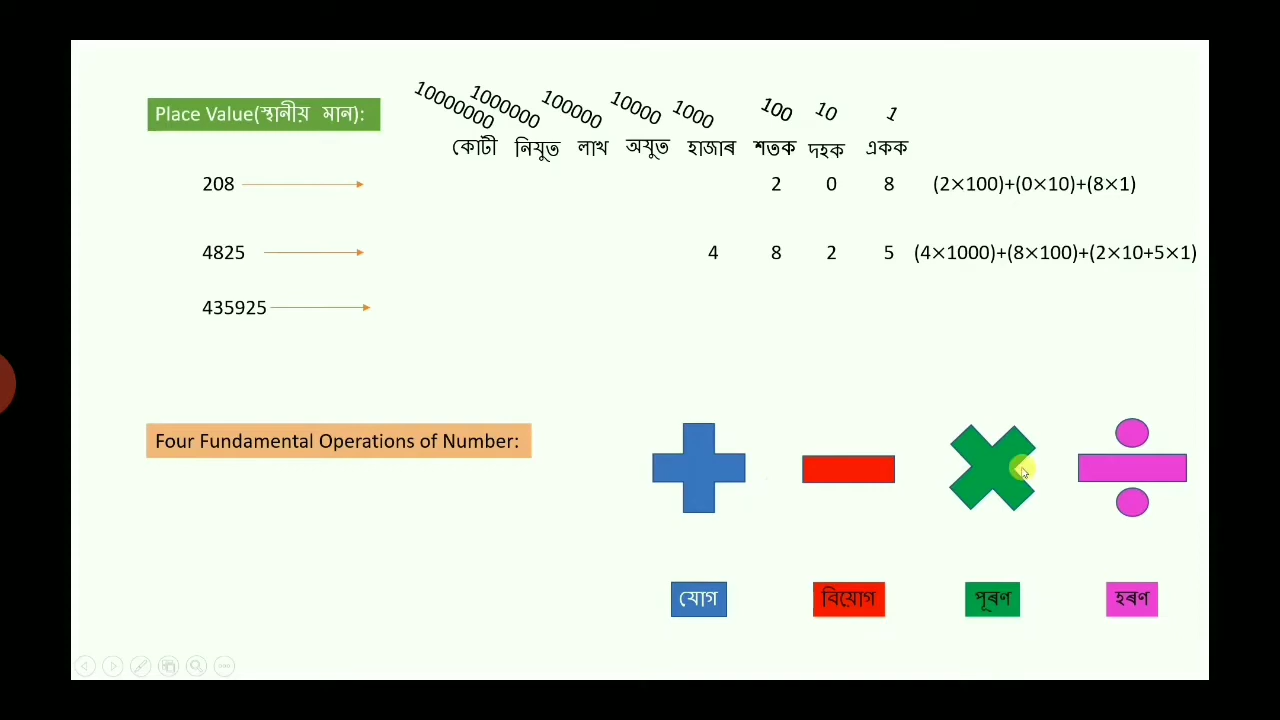 Place Value(স্থানীয় মান):
10000000 1000000 100000 10000 1000 100 10 1
কোটী নিযুত লাখ অযুত হাজাৰ শতক দহক একক
208 2 0 8 (2×100)+(0×10)+(8×1)
4825 4 8 2 5 (4×1000)+(8×100)+(2×10+5×1)
435925
Four Fundamental Operations of Number:
যোগ বিয়োগ পূৰণ হৰণ